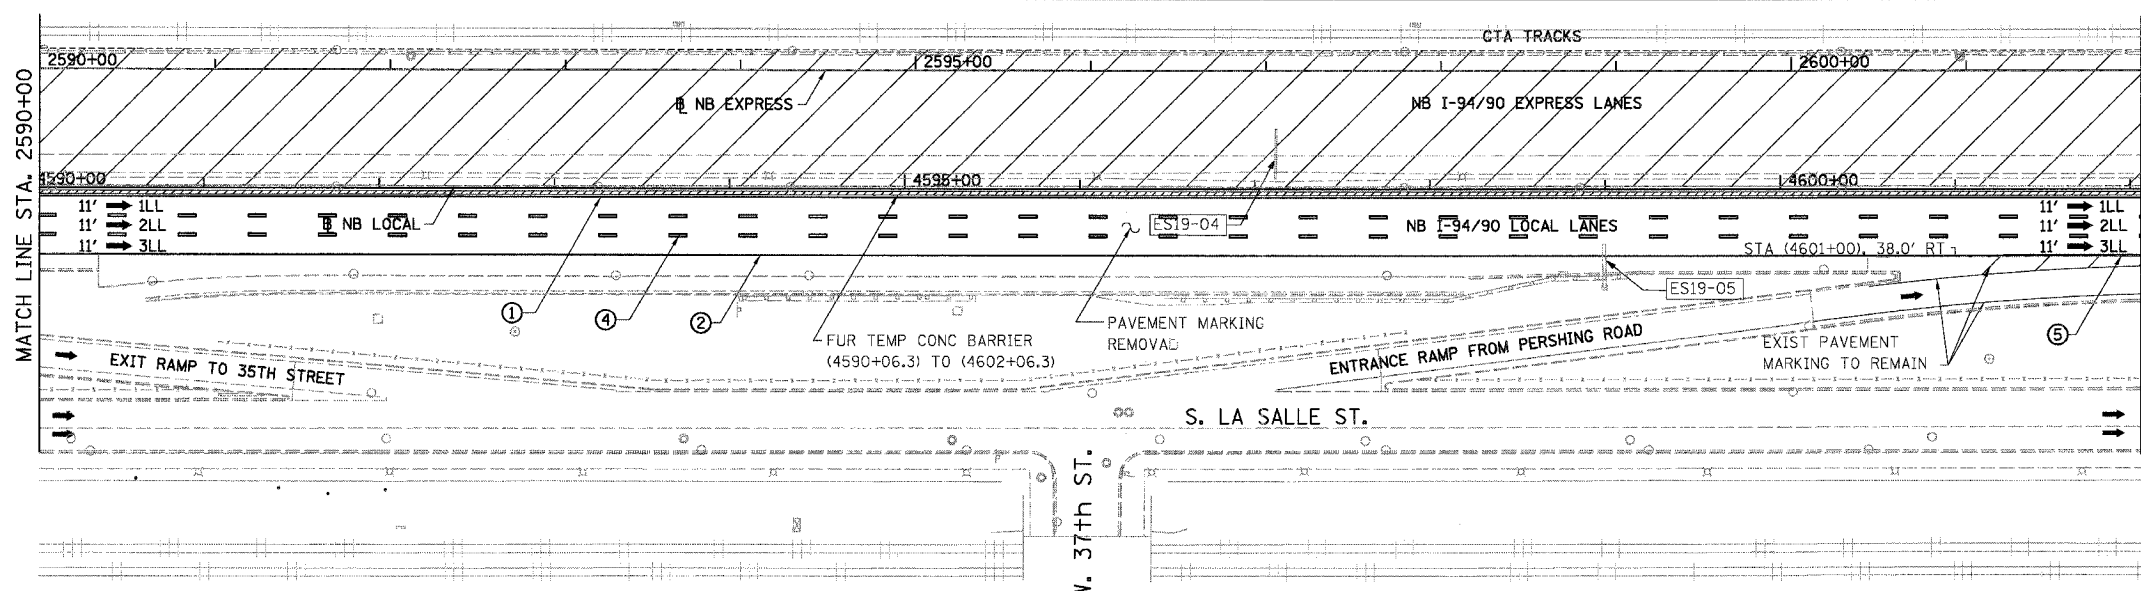 CTA TRACKS
2590+00
2595+00
2600+00
MATCH LINE STA. 2590+00
℄ NB EXPRESS
NB I-94/90 EXPRESS LANES
4590+00
4595+00
4600+00
11' 1LL
11' 2LL
11' 3LL
NB LOCAL
ES19-04
NB I-94/90 LOCAL LANES
11' 1LL
11' 2LL
11' 3LL
STA (4601+00), 38.0' RT
ES19-05
1
4
2
5
FUR TEMP CONC BARRIER
(4590+06.3) TO (4602+06.3)
PAVEMENT MARKING
REMOVAL
EXIST PAVEMENT
MARKING TO REMAIN
EXIT RAMP TO 35TH STREET
ENTRANCE RAMP FROM PERSHING ROAD
S. LA SALLE ST.
W. 37th ST.